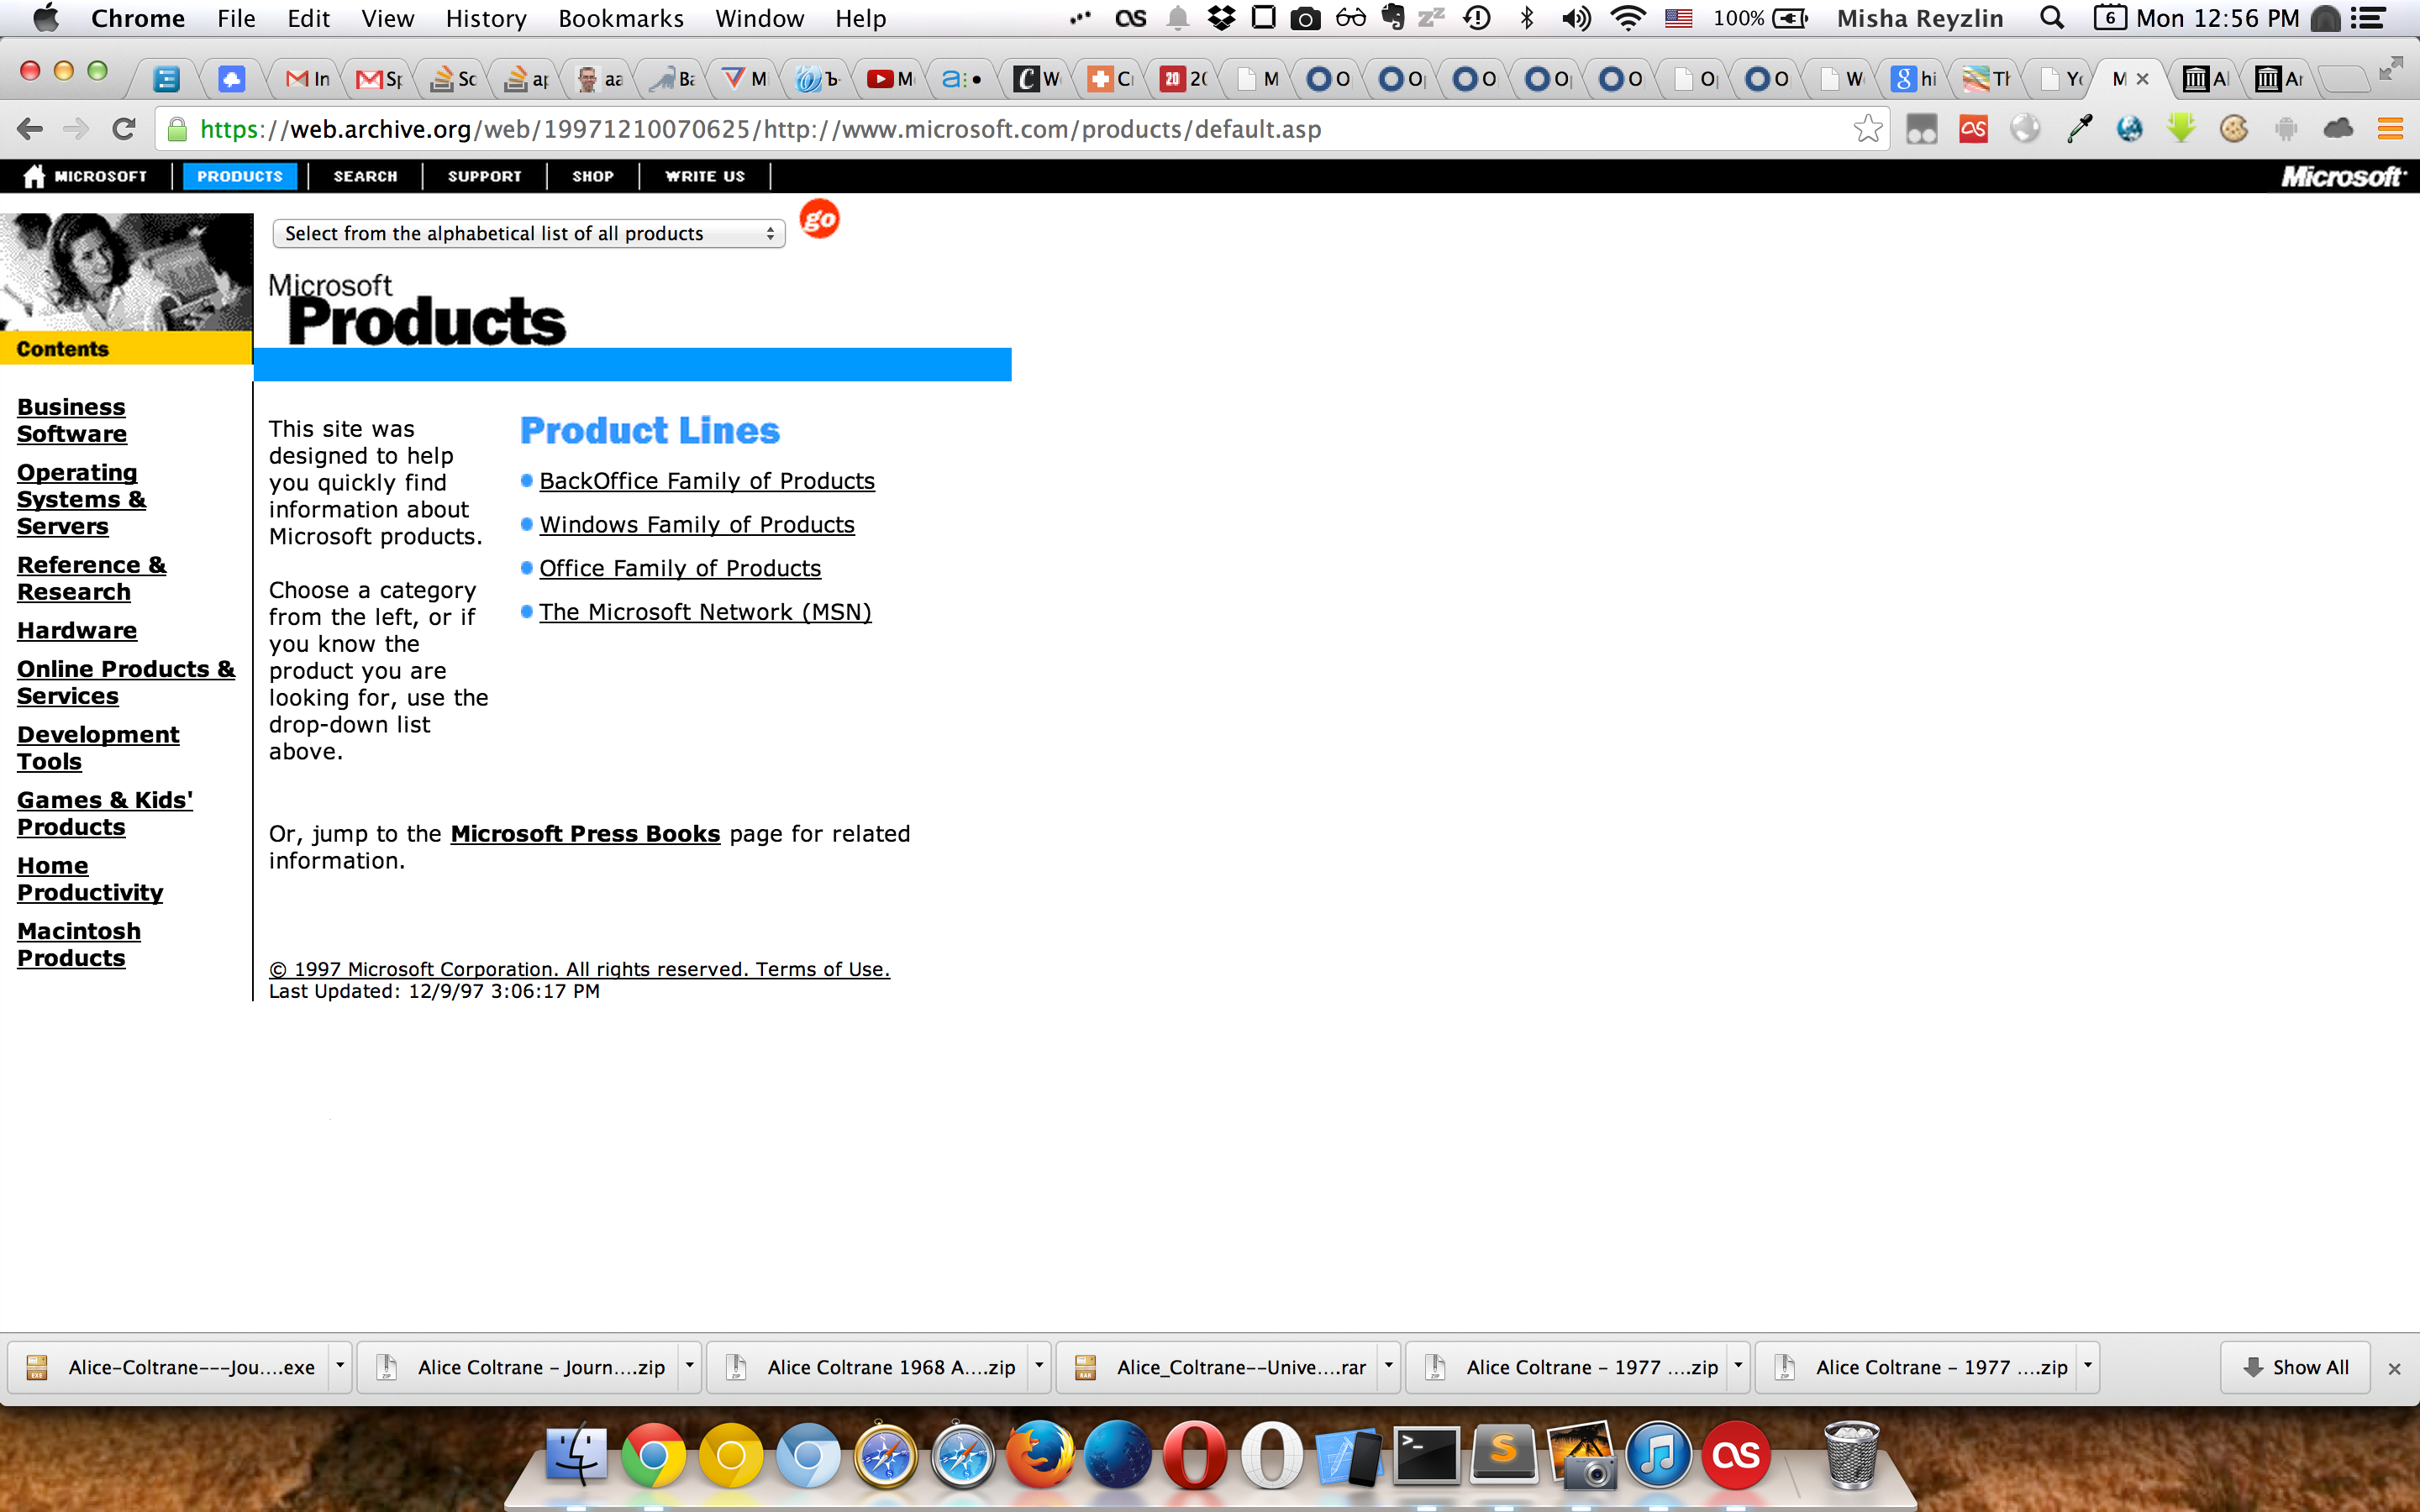 Chrome File Edit View History Bookmarks Window Help 100% Misha Reyzlin 6 Mon 12:56 PM
In Sp Sc ap aa Ba M Ъ- M a: C W Cr 20 20 M O Op O Op O Op O W g hi Th Yo M Al Ar
https://web.archive.org/web/19971210070625/http://www.microsoft.com/products/default.asp
MICROSOFT PRODUCTS SEARCH SUPPORT SHOP WRITE US Microsoft
Select from the alphabetical list of all products go
Microsoft
Products
Contents
Business
Software
Operating
Systems &
Servers
Reference &
Research
Hardware
Online Products &
Services
Development
Tools
Games & Kids'
Products
Home
Productivity
Macintosh
Products
This site was
designed to help
you quickly find
information about
Microsoft products.
Choose a category
from the left, or if
you know the
product you are
looking for, use the
drop-down list
above.
Product Lines
BackOffice Family of Products
Windows Family of Products
Office Family of Products
The Microsoft Network (MSN)
Or, jump to the Microsoft Press Books page for related
information.
© 1997 Microsoft Corporation. All rights reserved. Terms of Use.
Last Updated: 12/9/97 3:06:17 PM
Alice-Coltrane---Jou....exe Alice Coltrane - Journ....zip Alice Coltrane 1968 A....zip Alice_Coltrane--Unive....rar Alice Coltrane - 1977 ....zip Alice Coltrane - 1977 ....zip Show All